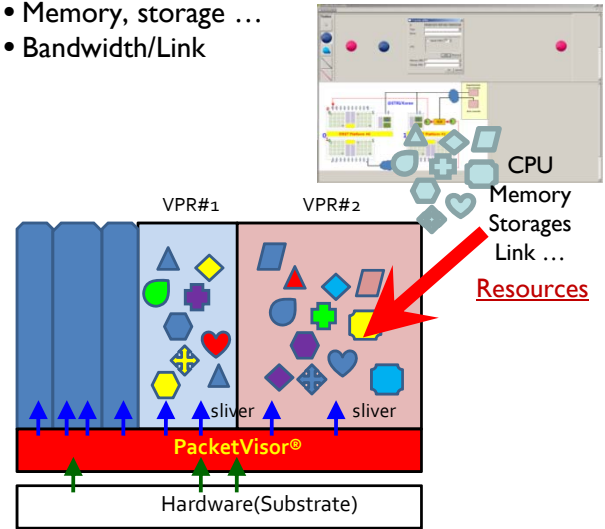 • Memory, storage …
• Bandwidth/Link
CPU
Memory
Storages
Link …
Resources
VPR#1
VPR#2
sliver
sliver
PacketVisor®
Hardware(Substrate)